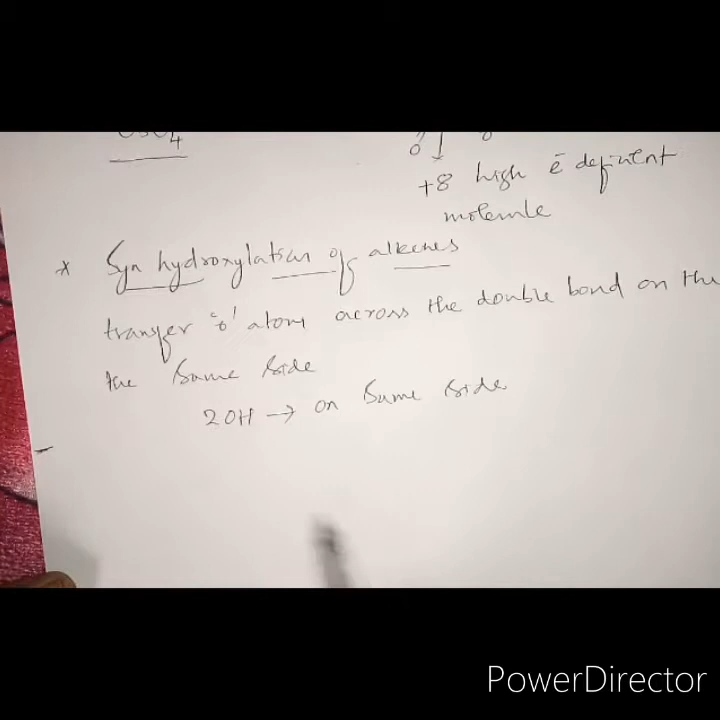 OsO4
O
+8 high ē deficient
molecule
* Syn hydroxylation of alkenes
transfer 'o' atom across the double bond on the
the same side
2OH → on same side
PowerDirector